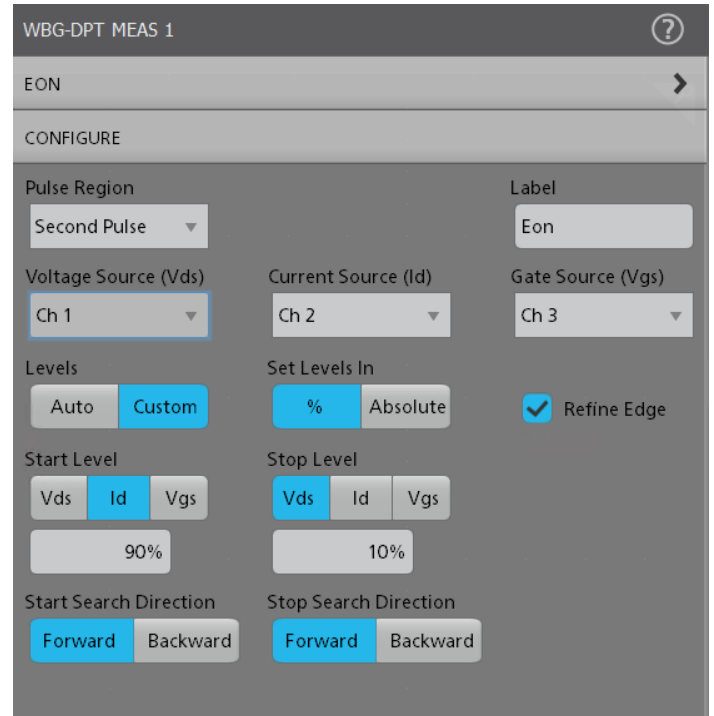 WBG-DPT MEAS 1
?
EON
CONFIGURE
Pulse Region Label
Second Pulse Eon
Voltage Source (Vds) Current Source (Id) Gate Source (Vgs)
Ch 1 Ch 2 Ch 3
Levels Set Levels In
Auto Custom % Absolute Refine Edge
Start Level Stop Level
Vds Id Vgs Vds Id Vgs
90% 10%
Start Search Direction Stop Search Direction
Forward Backward Forward Backward